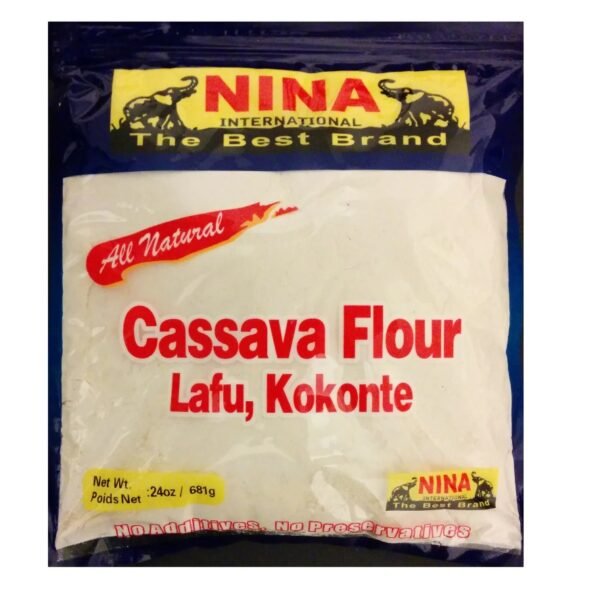 NINA
INTERNATIONAL
The Best Brand
All Natural
Cassava Flour
Lafu, Kokonte
Net Wt.
Poids Net :24oz / 681g
NINA
INTERNATIONAL
The Best Brand
No Additives, No Preservatives